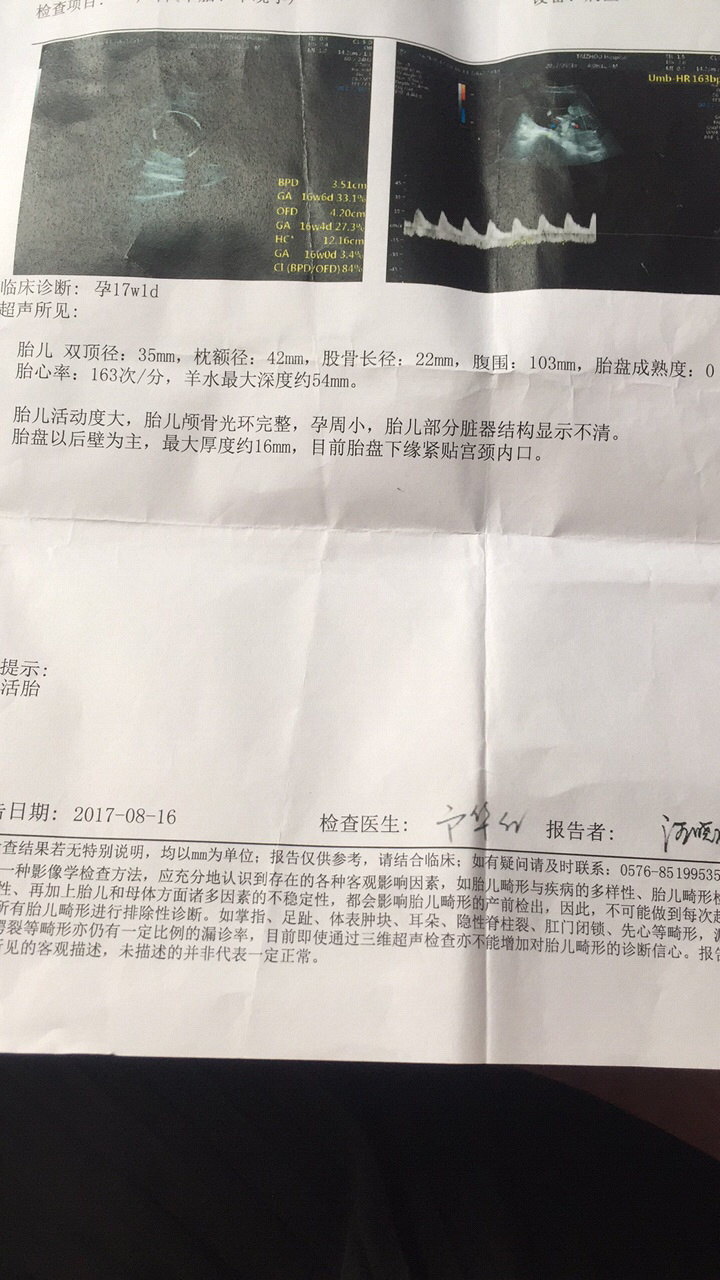 检查项目:
TAIZHOU Hospital
Umb-HR 163bp
BPD 3.51cm
GA 16w6d 33.1%
OFD 4.20cm
GA 16w4d 27.3%
HC* 12.16cm
GA 16w0d 3.4%
CI (BPD/OFD) 84%
临床诊断: 孕17w1d
超声所见:
胎儿 双顶径: 35mm, 枕额径: 42mm, 股骨长径: 22mm, 腹围: 103mm, 胎盘成熟度: 0
胎心率: 163次/分, 羊水最大深度约54mm。
胎儿活动度大, 胎儿颅骨光环完整, 孕周小, 胎儿部分脏器结构显示不清。
胎盘以后壁为主, 最大厚度约16mm, 目前胎盘下缘紧贴宫颈内口。
提示:
活胎
告日期: 2017-08-16
检查医生:
报告者:
查结果若无特别说明, 均以mm为单位; 报告仅供参考, 请结合临床; 如有疑问请及时联系: 0576-85199535
一种影像学检查方法, 应充分地认识到存在的各种客观影响因素, 如胎儿畸形与疾病的多样性、胎儿畸形检
性、再加上胎儿和母体方面诸多因素的不稳定性, 都会影响胎儿畸形的产前检出, 因此, 不可能做到每次超
所有胎儿畸形进行排除性诊断。如掌指、足趾、体表肿块、耳朵、隐性脊柱裂、肛门闭锁、先心等畸形,
腭裂等畸形亦仍有一定比例的漏诊率, 目前即使通过三维超声检查亦不能增加对胎儿畸形的诊断信心。报告
所见的客观描述, 未描述的并非代表一定正常。